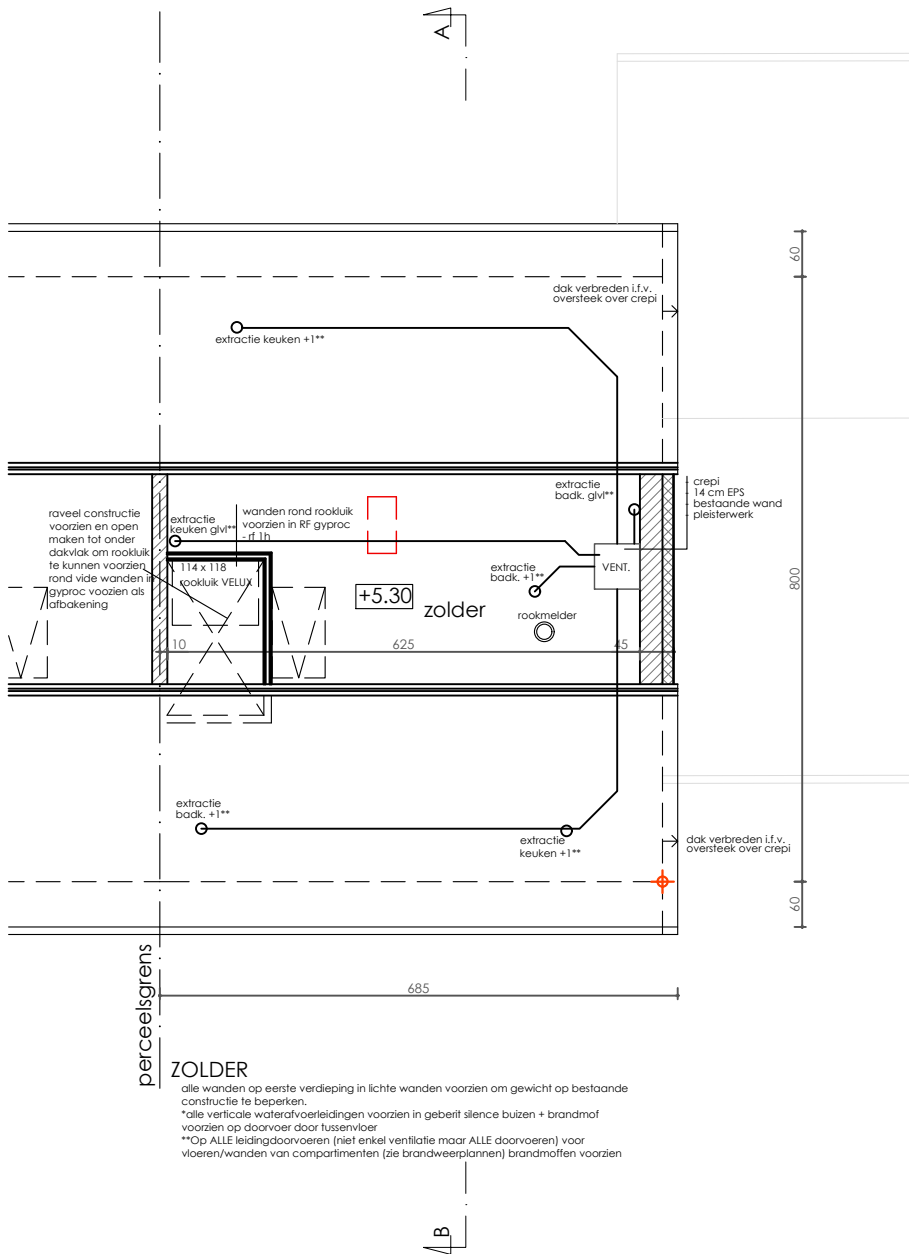 A
60
dak verbreden i.f.v.
oversteek over crepi
extractie keuken +1**
extractie
badk. glvl**
crepi
14 cm EPS
bestaande wand
pleisterwerk
raveel constructie
voorzien en open
maken tot onder
dakvlak om rookluik
te kunnen voorzien
rond vide wanden in
gyproc voozien als
afbakening
extractie
keuken glvl**
wanden rond rookluik
voorzien in RF gyproc
- rf 1h
114 x 118
rookluik VELUX
extractie
badk. +1**
VENT.
800
+5.30
zolder
rookmelder
10
625
45
extractie
badk. +1**
extractie
keuken +1**
dak verbreden i.f.v.
oversteek over crepi
60
perceelsgrens
685
ZOLDER
alle wanden op eerste verdieping in lichte wanden voorzien om gewicht op bestaande
constructie te beperken.
*alle verticale waterafvoerleidingen voorzien in geberit silence buizen + brandmof
voorzien op doorvoer door tussenvloer
**Op ALLE leidingdoorvoeren (niet enkel ventilatie maar ALLE doorvoeren) voor
vloeren/wanden van compartimenten (zie brandweerplannen) brandmoffen voorzien
B